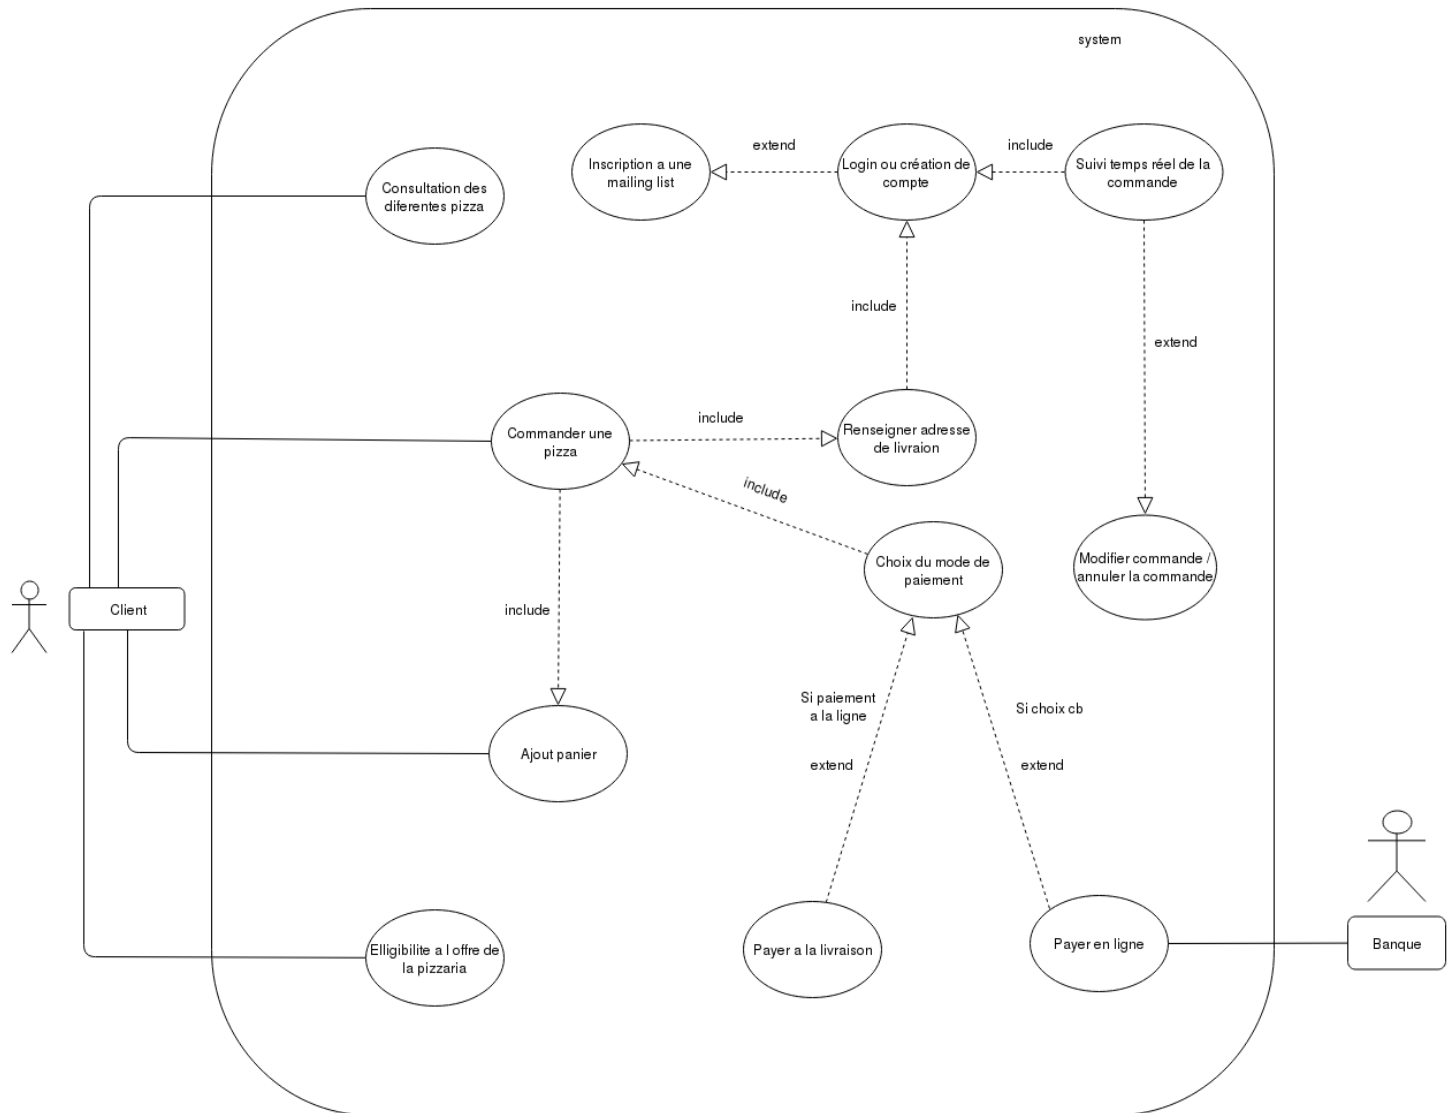 system
Inscription a une
mailing list
extend
Login ou création de
compte
include
Suivi temps réel de la
commande
Consultation des
diferentes pizza
include
extend
Commander une
pizza
include
Renseigner adresse
de livraion
include
Choix du mode de
paiement
Modifier commande /
annuler la commande
Client
include
Si paiement
a la ligne
Si choix cb
extend
extend
Ajout panier
Elligibilite a l offre de
la pizzaria
Payer a la livraison
Payer en ligne
Banque